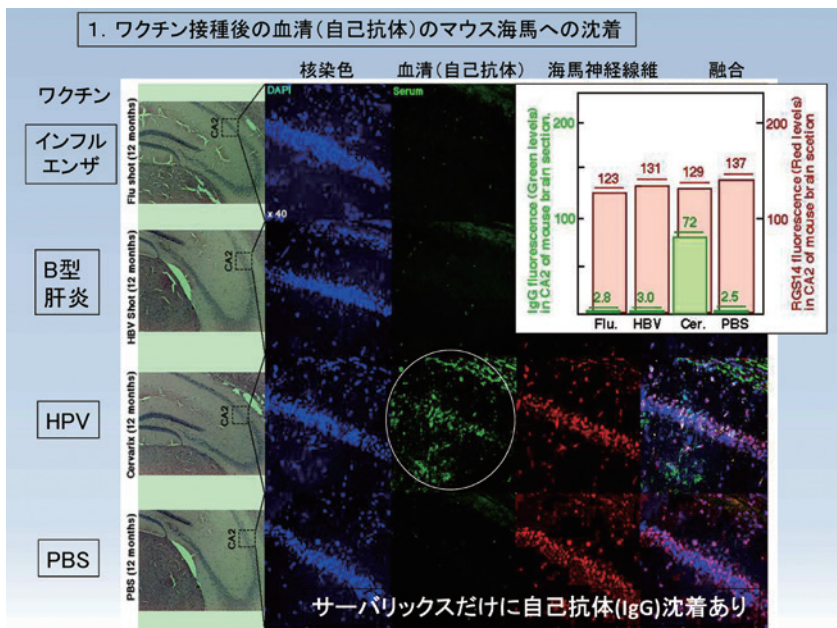 1．ワクチン接種後の血清（自己抗体）のマウス海馬への沈着
核染色 血清（自己抗体） 海馬神経線維 融合
ワクチン
インフル
エンザ
B型
肝炎
HPV
PBS
Flu shot (12 months)
HBV Shot (12 months)
Cervarix (12 months)
PBS (12 months)
CA2
CA2
CA2
CA2
DAPI
Serum
x 40
IgG fluorescence (Green levels)
in CA2 of mouse brain section.
200
100
123
131
129
137
72
2.8
3.0
2.5
Flu. HBV Cer. PBS
200
100
RGS14 fluorescence (Red levels)
in CA2 of mouse brain scetion
サーバリックスだけに自己抗体(IgG)沈着あり